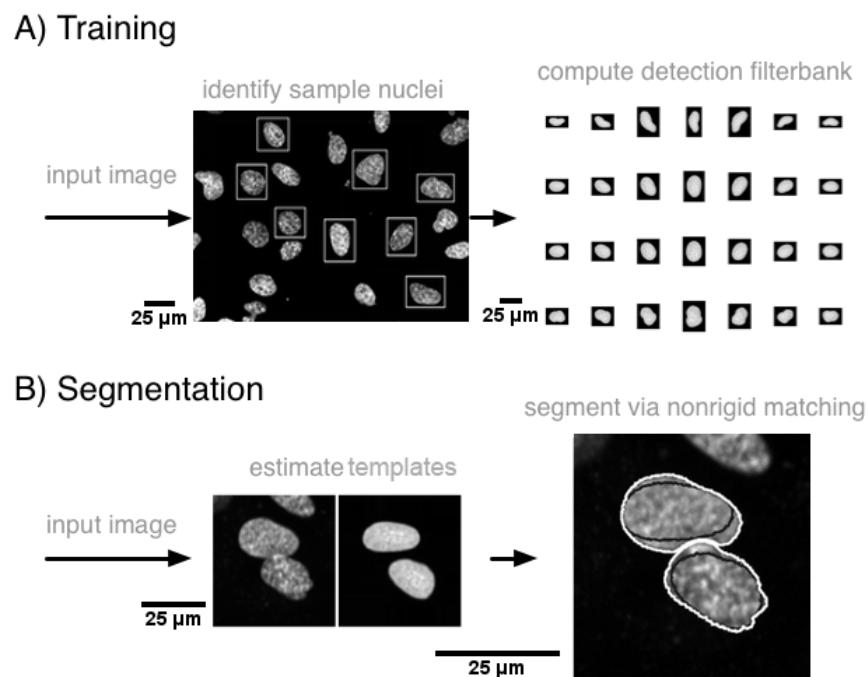 A) Training
identify sample nuclei
compute detection filterbank
input image
25 µm
25 µm
B) Segmentation
segment via nonrigid matching
estimate templates
input image
25 µm
25 µm